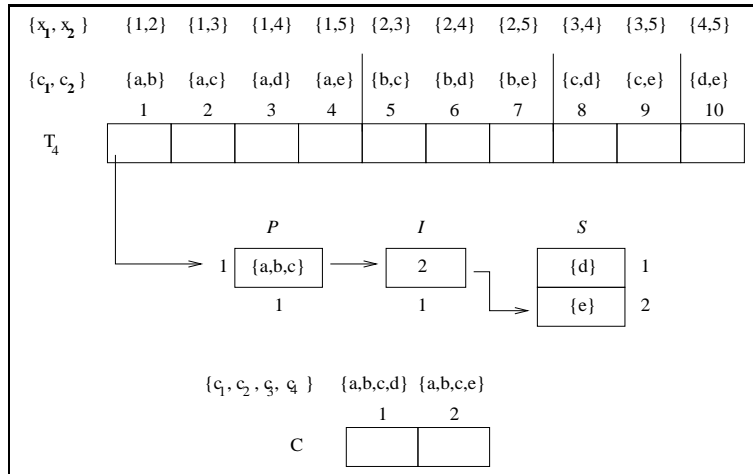 {x₁, x₂ } {1,2} {1,3} {1,4} {1,5} {2,3} {2,4} {2,5} {3,4} {3,5} {4,5}
{c₁, c₂ } {a,b} {a,c} {a,d} {a,e} {b,c} {b,d} {b,e} {c,d} {c,e} {d,e}
1 2 3 4 5 6 7 8 9 10
T₄
P I S
1 {a,b,c} 2 {d} 1
1 1 {e} 2
{c₁, c₂ , c₃, c₄ } {a,b,c,d} {a,b,c,e}
1 2
C